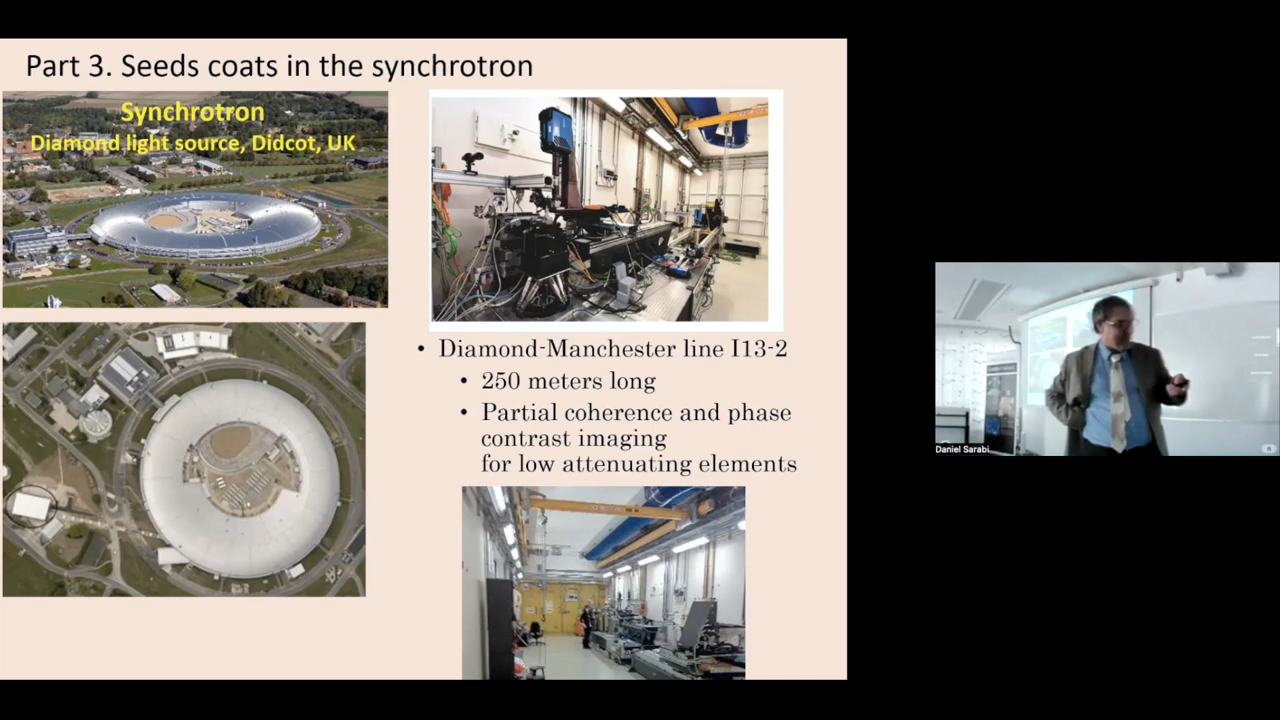 Part 3. Seeds coats in the synchrotron
Synchrotron
Diamond light source, Didcot, UK
• Diamond-Manchester line I13-2
• 250 meters long
• Partial coherence and phase
contrast imaging
for low attenuating elements
Daniel Sarabi